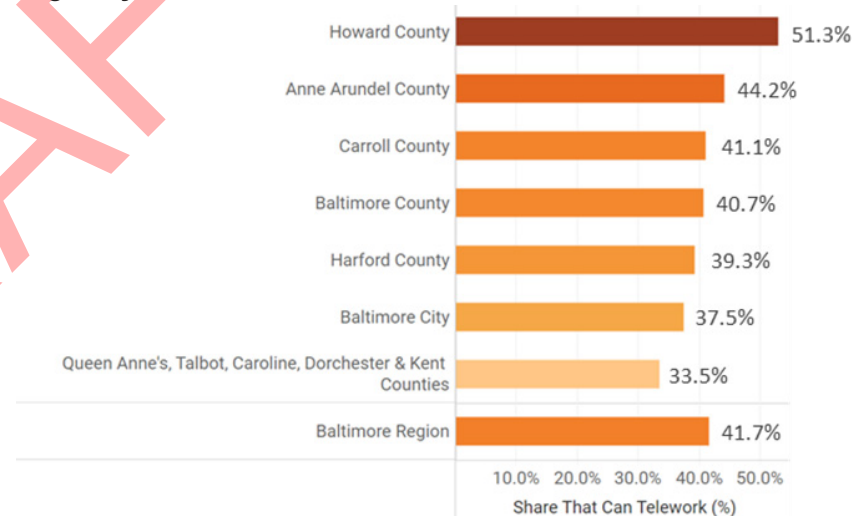 Howard County 51.3%
Anne Arundel County 44.2%
Carroll County 41.1%
Baltimore County 40.7%
Harford County 39.3%
Baltimore City 37.5%
Queen Anne's, Talbot, Caroline, Dorchester & Kent
Counties 33.5%
Baltimore Region 41.7%
10.0% 20.0% 30.0% 40.0% 50.0%
Share That Can Telework (%)